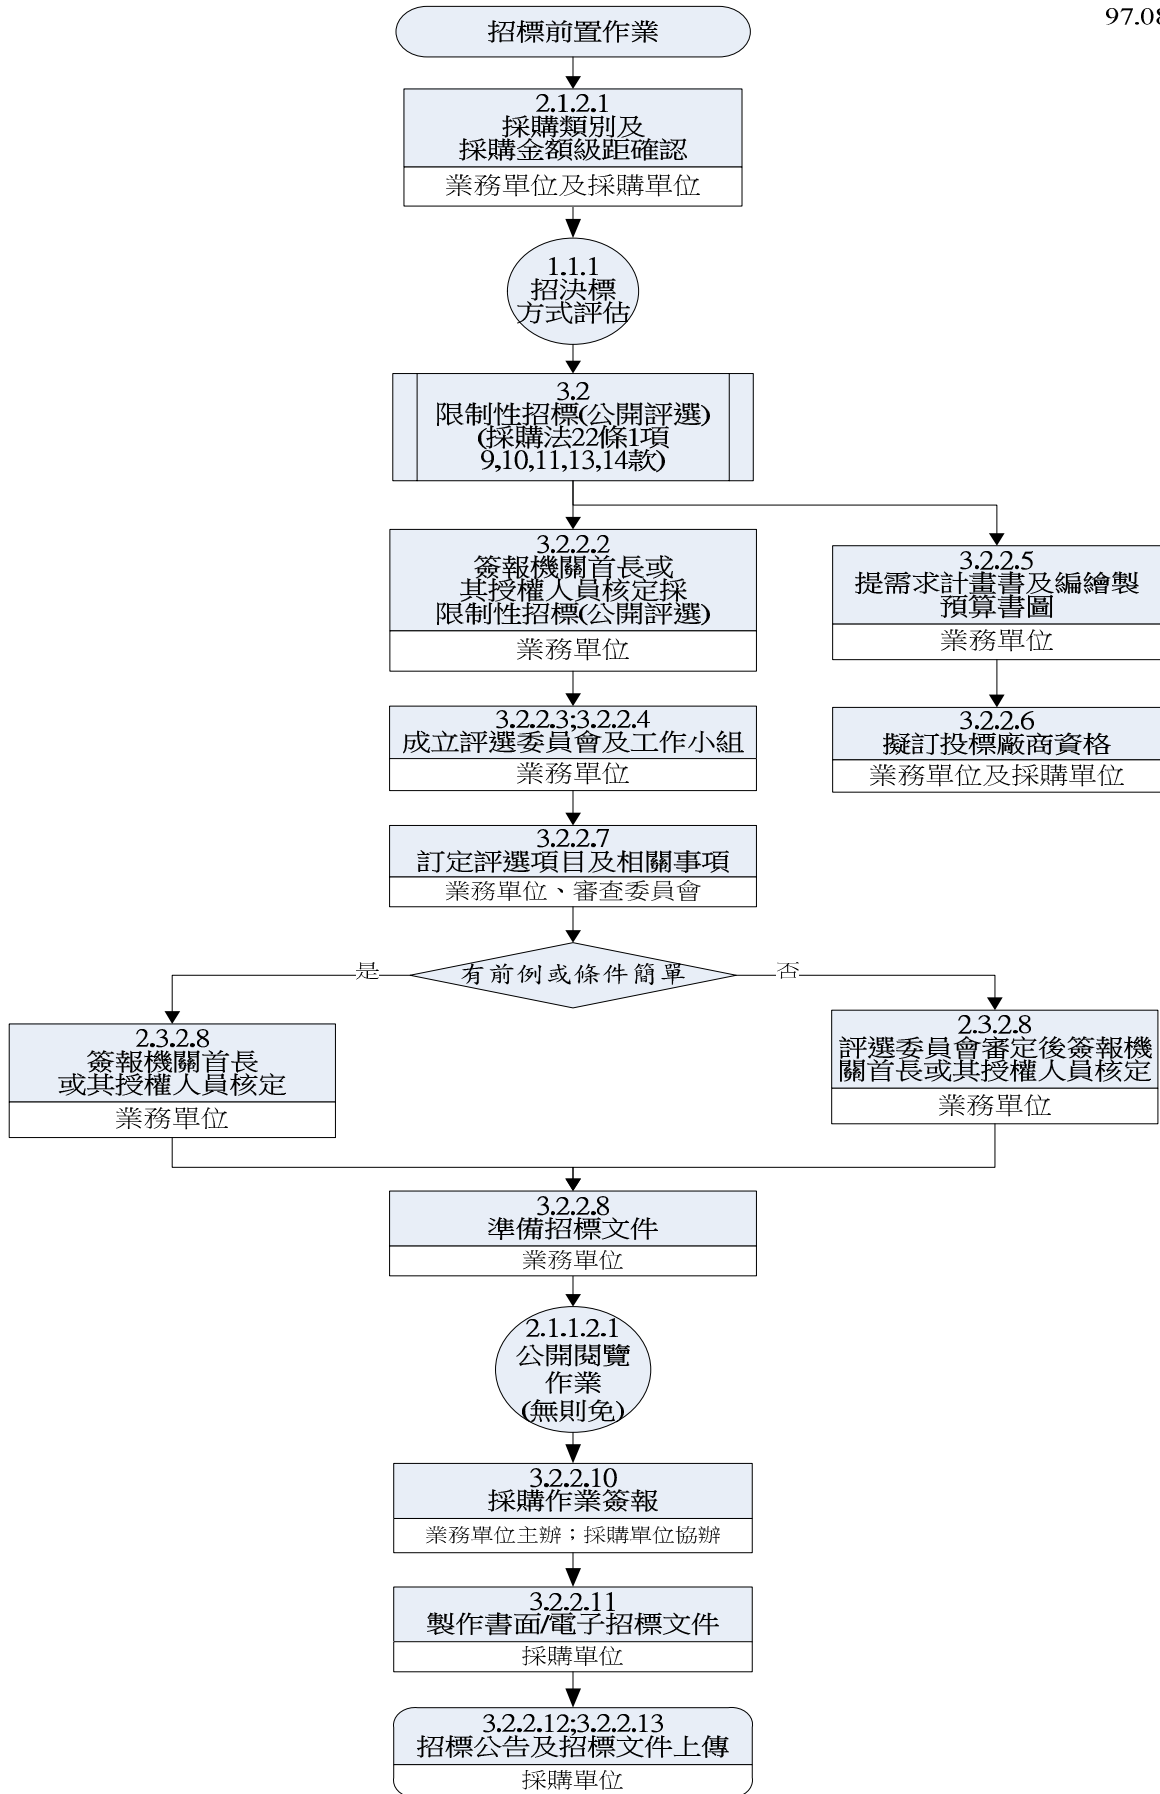 97.08
招標前置作業
2.1.2.1
採購類別及
採購金額級距確認
業務單位及採購單位
1.1.1
招決標
方式評估
3.2
限制性招標(公開評選)
(採購法22條1項
9,10,11,13,14款)
3.2.2.2
簽報機關首長或
其授權人員核定採
限制性招標(公開評選)
業務單位
3.2.2.5
提需求計畫書及編繪製
預算書圖
業務單位
3.2.2.3;3.2.2.4
成立評選委員會及工作小組
業務單位
3.2.2.6
擬訂投標廠商資格
業務單位及採購單位
3.2.2.7
訂定評選項目及相關事項
業務單位、審查委員會
有前例或條件簡單
是
否
2.3.2.8
簽報機關首長
或其授權人員核定
業務單位
2.3.2.8
評選委員會審定後簽報機
關首長或其授權人員核定
業務單位
3.2.2.8
準備招標文件
業務單位
2.1.1.2.1
公開閱覽
作業
(無則免)
3.2.2.10
採購作業簽報
業務單位主辦；採購單位協辦
3.2.2.11
製作書面/電子招標文件
採購單位
3.2.2.12;3.2.2.13
招標公告及招標文件上傳
採購單位